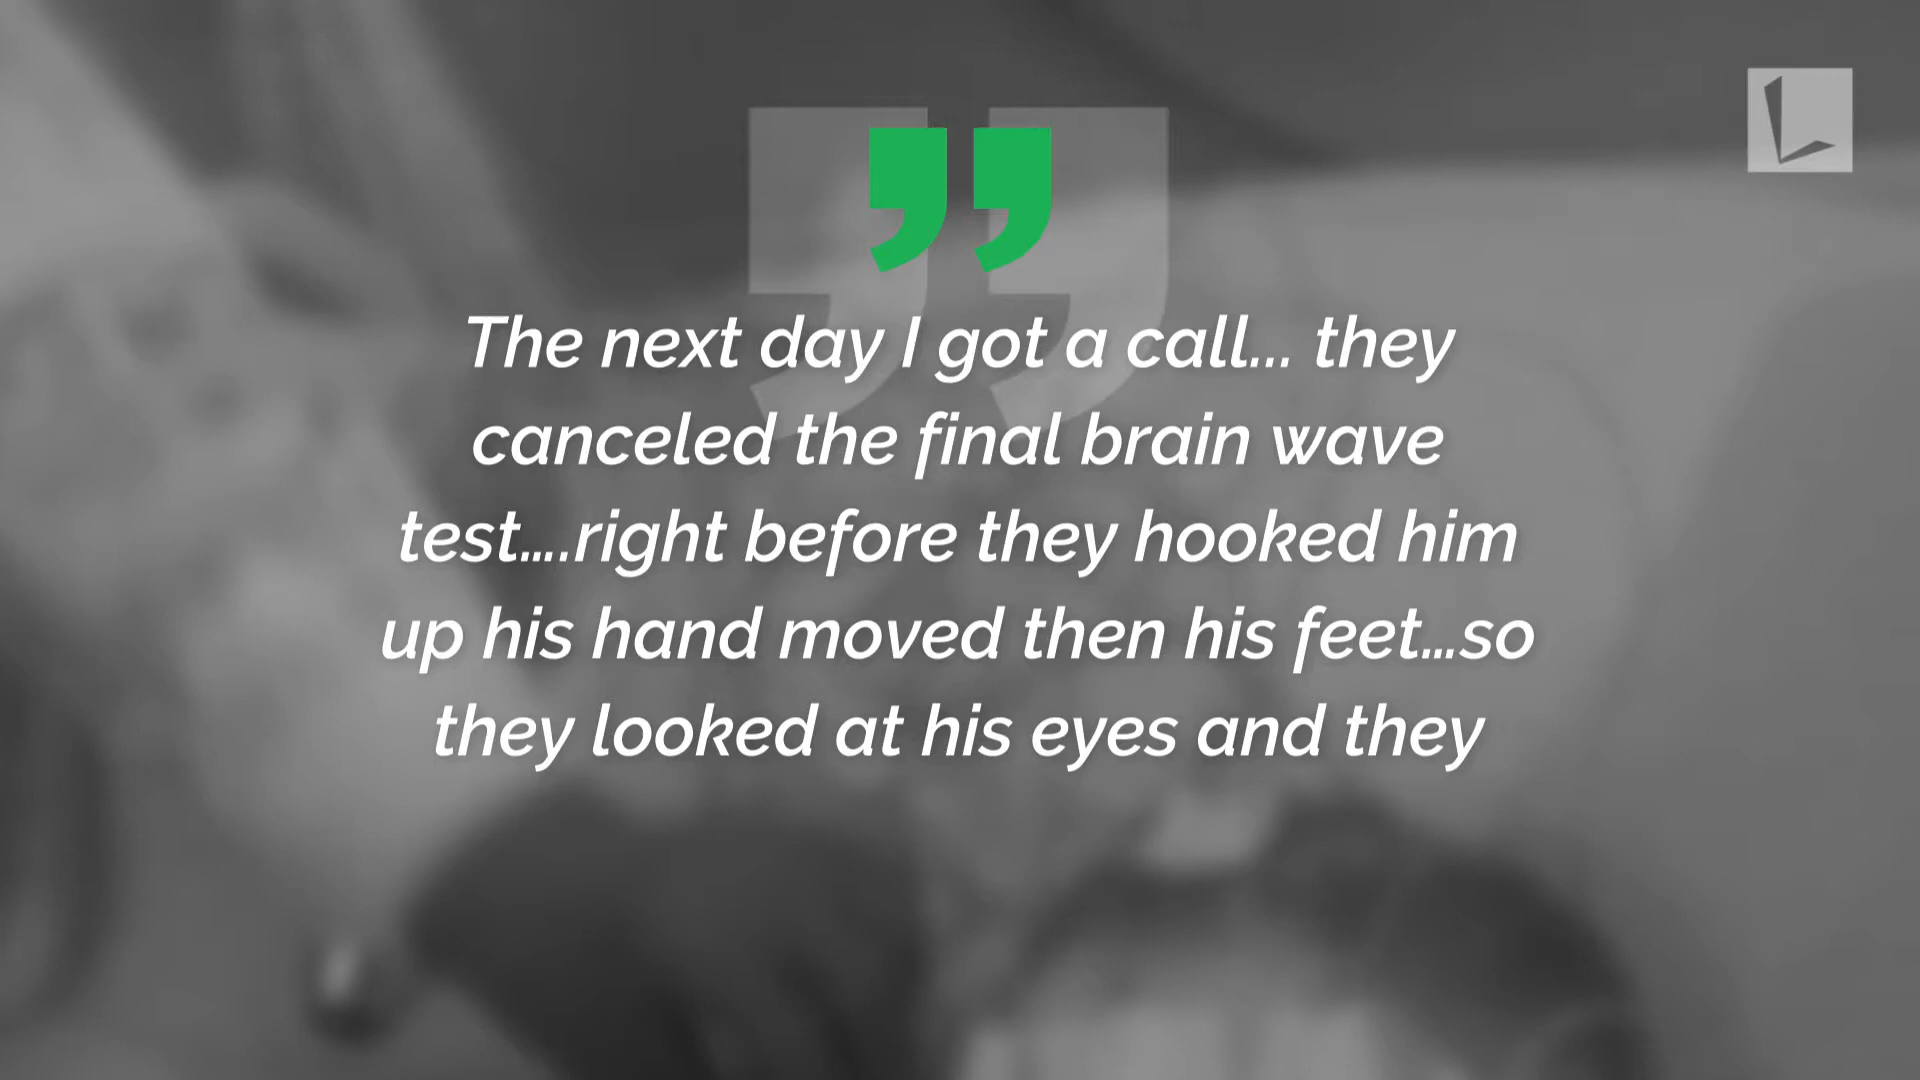 The next day I got a call... they
canceled the final brain wave
test....right before they hooked him
up his hand moved then his feet...so
they looked at his eyes and they